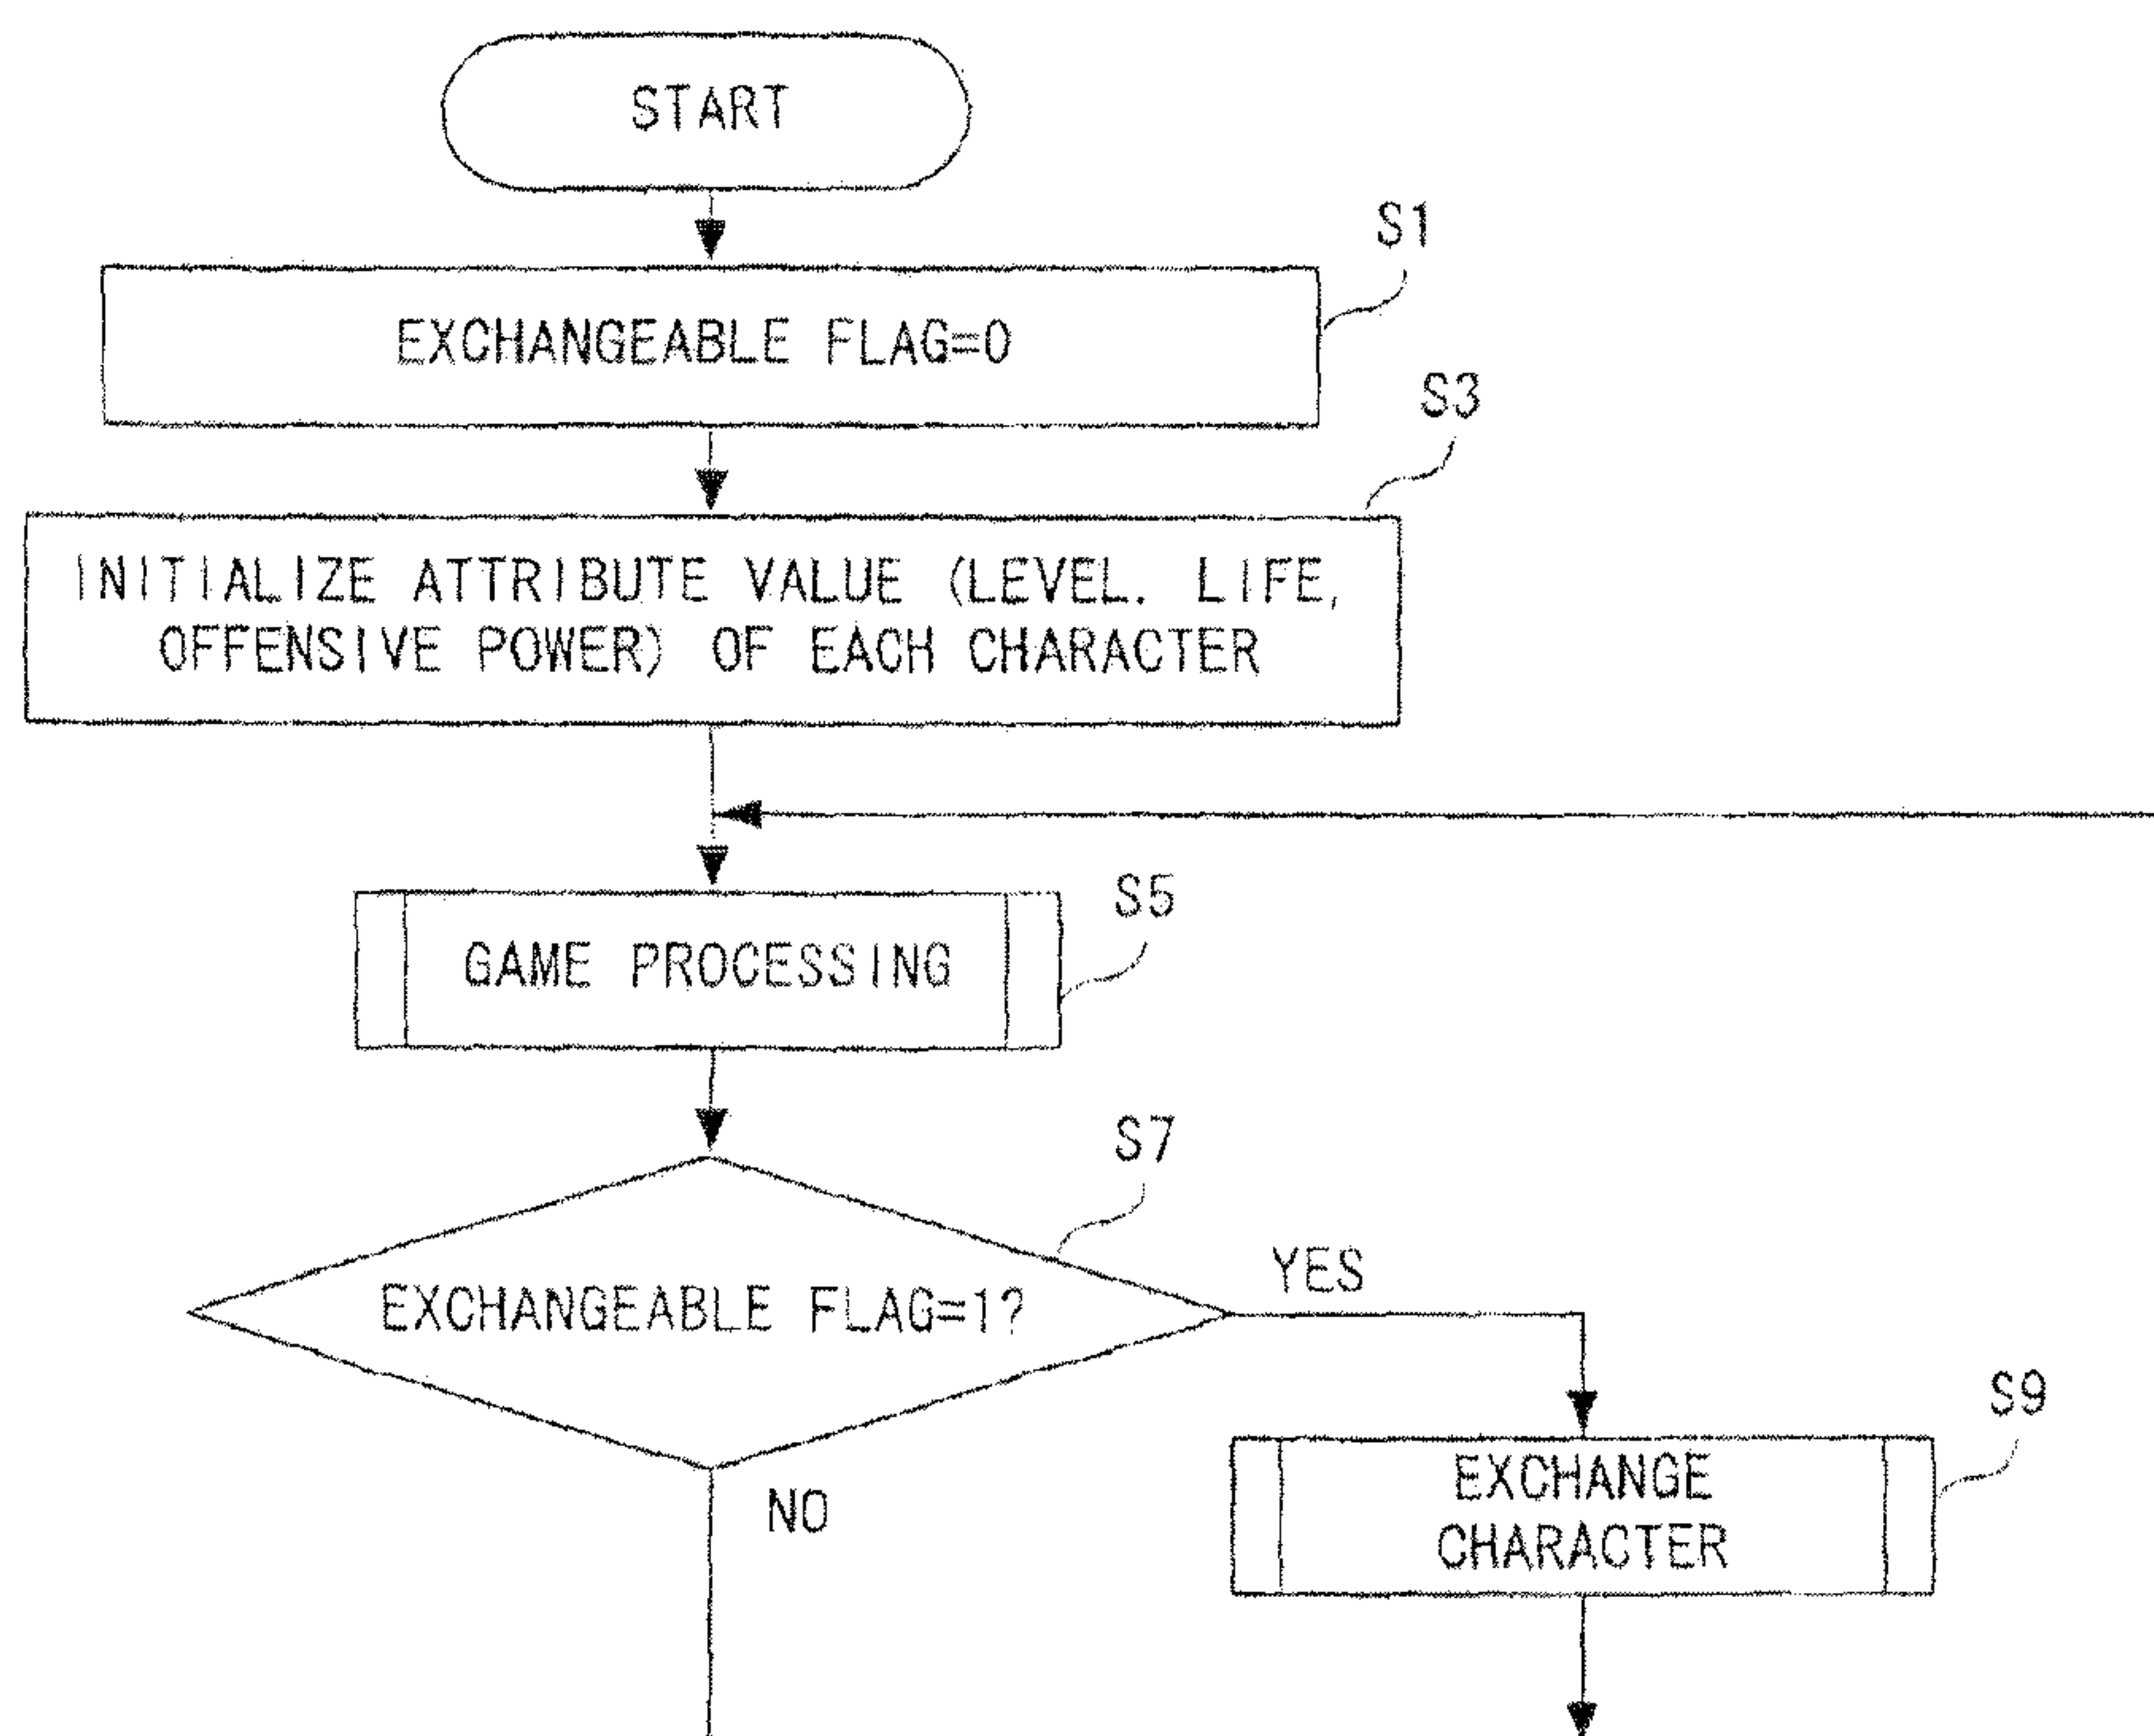 START
S1
EXCHANGEABLE FLAG=0
S3
INITIALIZE ATTRIBUTE VALUE (LEVEL. LIFE,
OFFENSIVE POWER) OF EACH CHARACTER
S5
GAME PROCESSING
S7
EXCHANGEABLE FLAG=1?
YES
S9
EXCHANGE
CHARACTER
NO